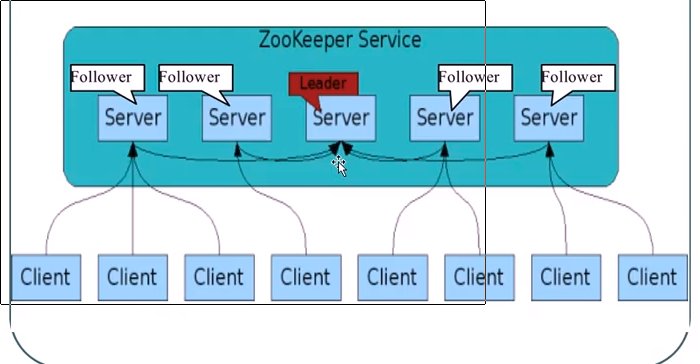 ZooKeeper Service
Follower Follower Leader Follower Follower
Server Server Server Server Server
Client Client Client Client Client Client Client Client